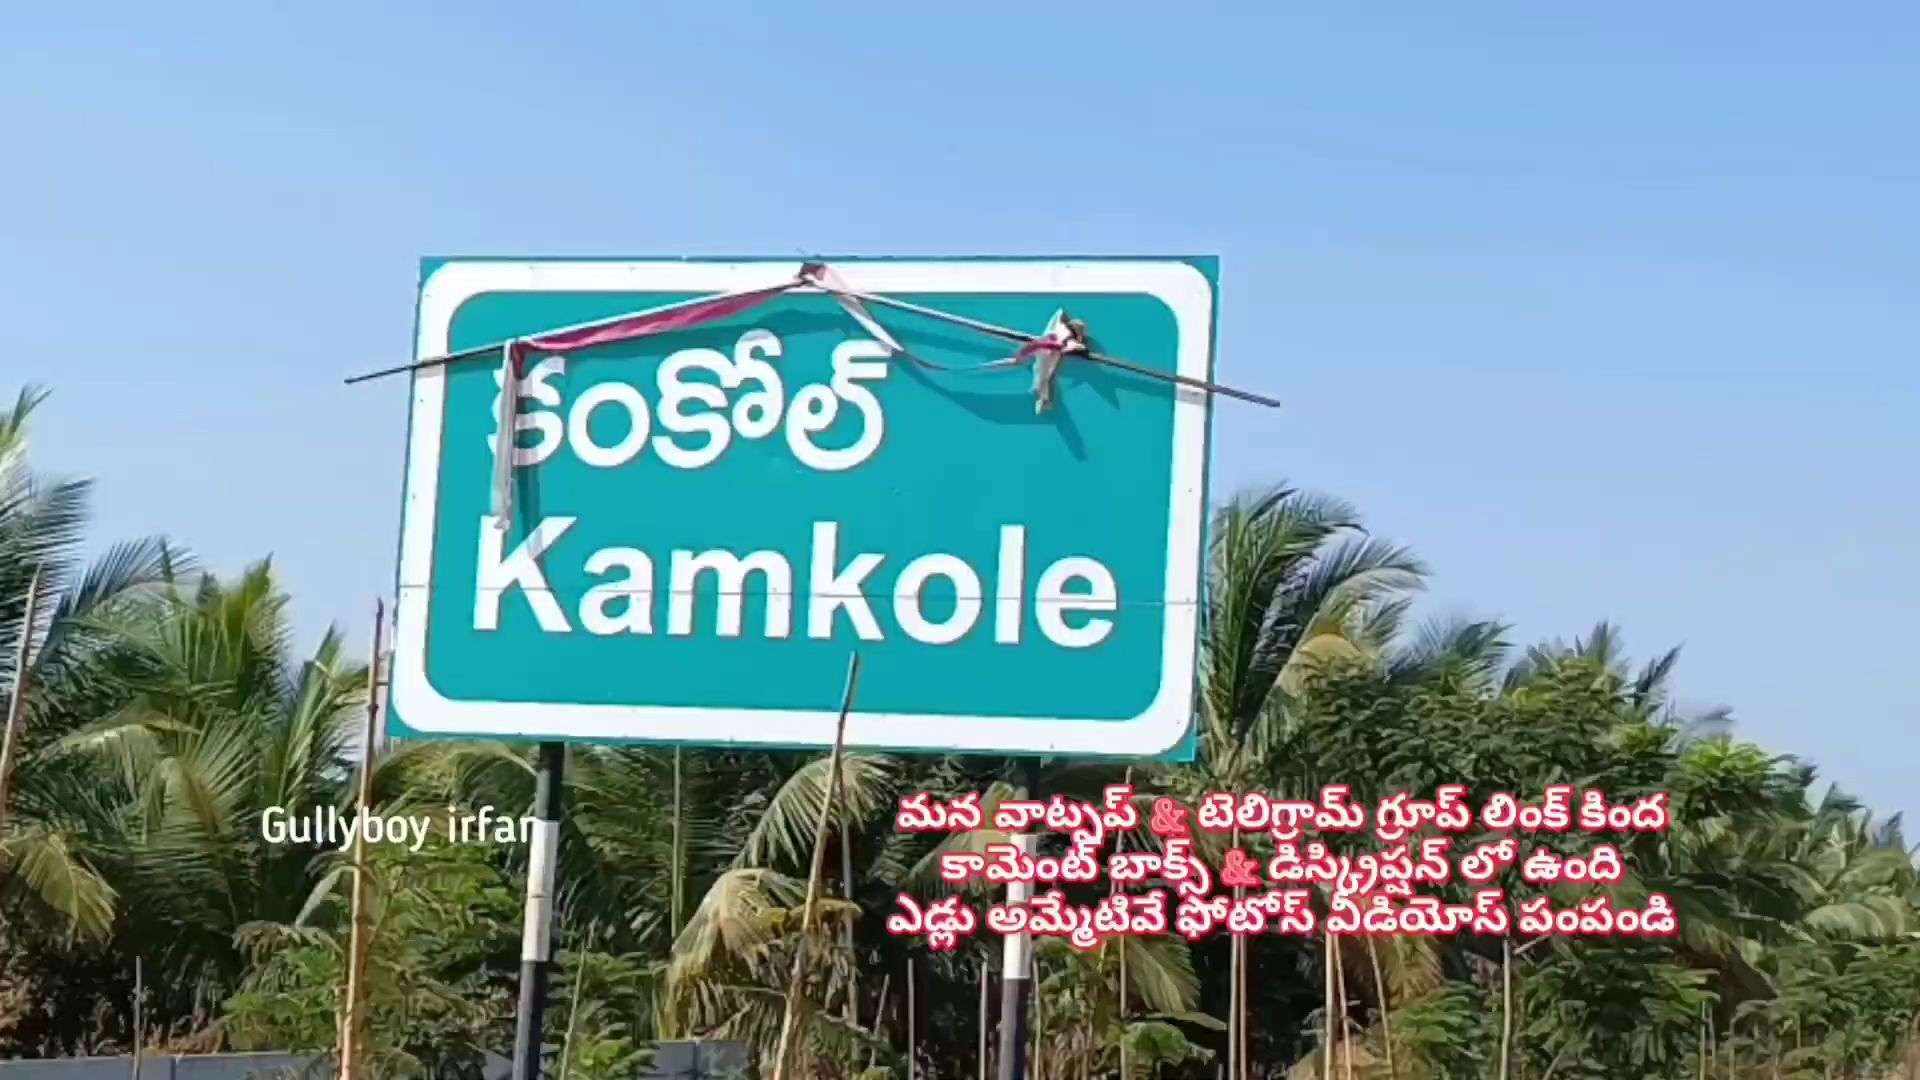 కంకోల్
Kamkole
Gullyboy irfan
మన వాట్సప్ & టెలిగ్రామ్ గ్రూప్ లింక్ కింద
కామెంట్ బాక్స్ & డిస్క్రిప్షన్ లో ఉంది
ఎడ్లు అమ్మేటివే ఫోటోస్ వీడియోస్ పంపండి